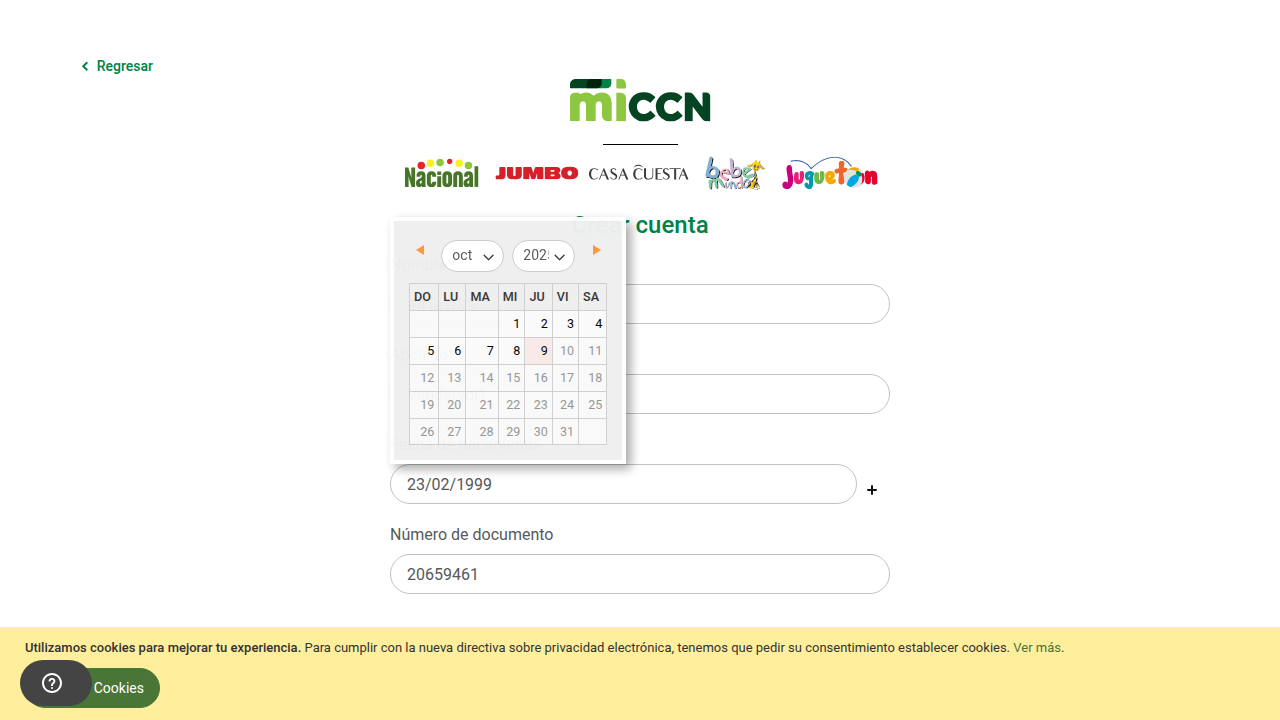 Regresar
miCCN
Nacional
JUMBO
CASA CUESTA
bebe mundo
Juguetón
Crear cuenta
oct
2025
DO LU MA MI JU VI SA
1 2 3 4
5 6 7 8 9 10 11
12 13 14 15 16 17 18
19 20 21 22 23 24 25
26 27 28 29 30 31
23/02/1999
+
Número de documento
20659461
Utilizamos cookies para mejorar tu experiencia. Para cumplir con la nueva directiva sobre privacidad electrónica, tenemos que pedir su consentimiento establecer cookies. Ver más.
Cookies